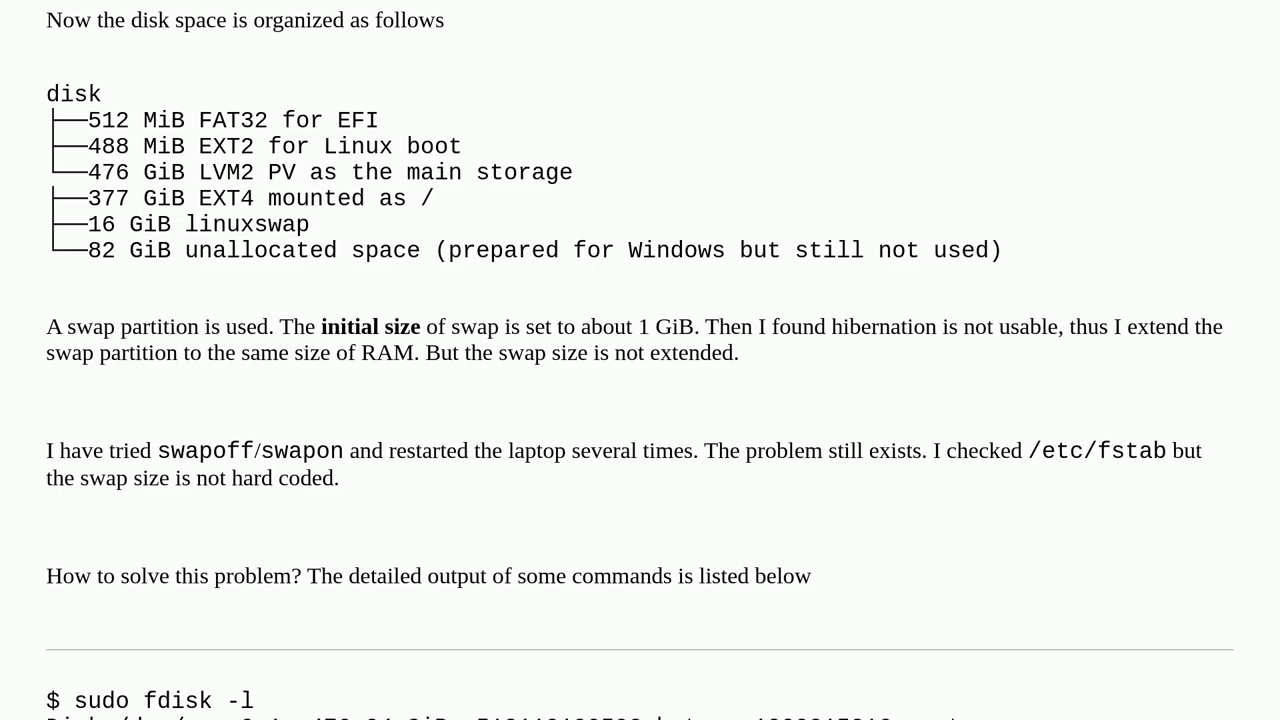 Now the disk space is organized as follows
disk
├──512 MiB FAT32 for EFI
├──488 MiB EXT2 for Linux boot
└──476 GiB LVM2 PV as the main storage
├──377 GiB EXT4 mounted as /
├──16 GiB linuxswap
└──82 GiB unallocated space (prepared for Windows but still not used)
A swap partition is used. The initial size of swap is set to about 1 GiB. Then I found hibernation is not usable, thus I extend the
swap partition to the same size of RAM. But the swap size is not extended.
I have tried swapoff/swapon and restarted the laptop several times. The problem still exists. I checked /etc/fstab but
the swap size is not hard coded.
How to solve this problem? The detailed output of some commands is listed below
$ sudo fdisk -l